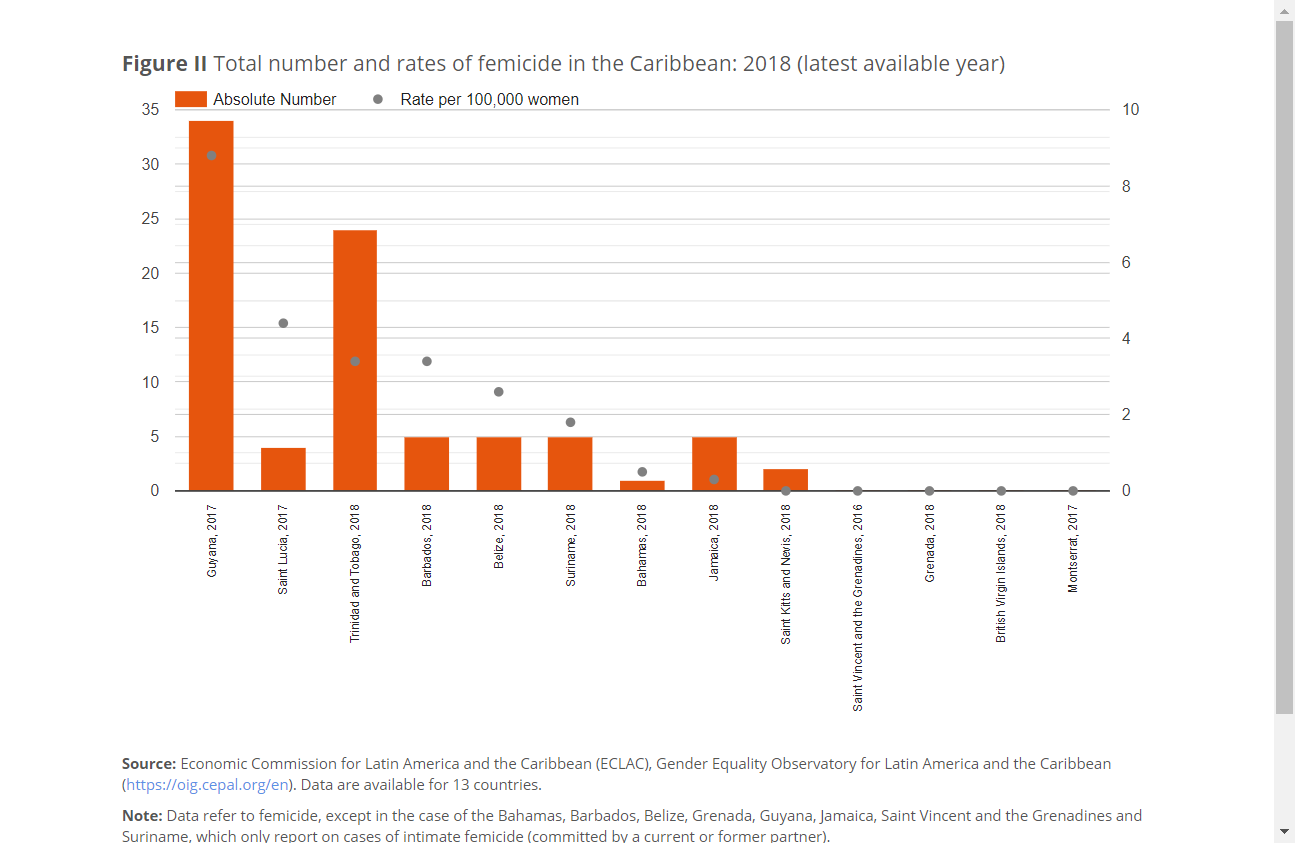 Figure II Total number and rates of femicide in the Caribbean: 2018 (latest available year)
Absolute Number
Rate per 100,000 women
35
30
25
20
15
10
5
0
10
8
6
4
2
0
Guyana, 2017
Saint Lucia, 2017
Trinidad and Tobago, 2018
Barbados, 2018
Belize, 2018
Suriname, 2018
Bahamas, 2018
Jamaica, 2018
Saint Kitts and Nevis, 2018
Saint Vincent and the Grenadines, 2016
Grenada, 2018
British Virgin Islands, 2018
Montserrat, 2017
Source: Economic Commission for Latin America and the Caribbean (ECLAC), Gender Equality Observatory for Latin America and the Caribbean
(https://oig.cepal.org/en). Data are available for 13 countries.
Note: Data refer to femicide, except in the case of the Bahamas, Barbados, Belize, Grenada, Guyana, Jamaica, Saint Vincent and the Grenadines and
Suriname, which only report on cases of intimate femicide (committed by a current or former partner).